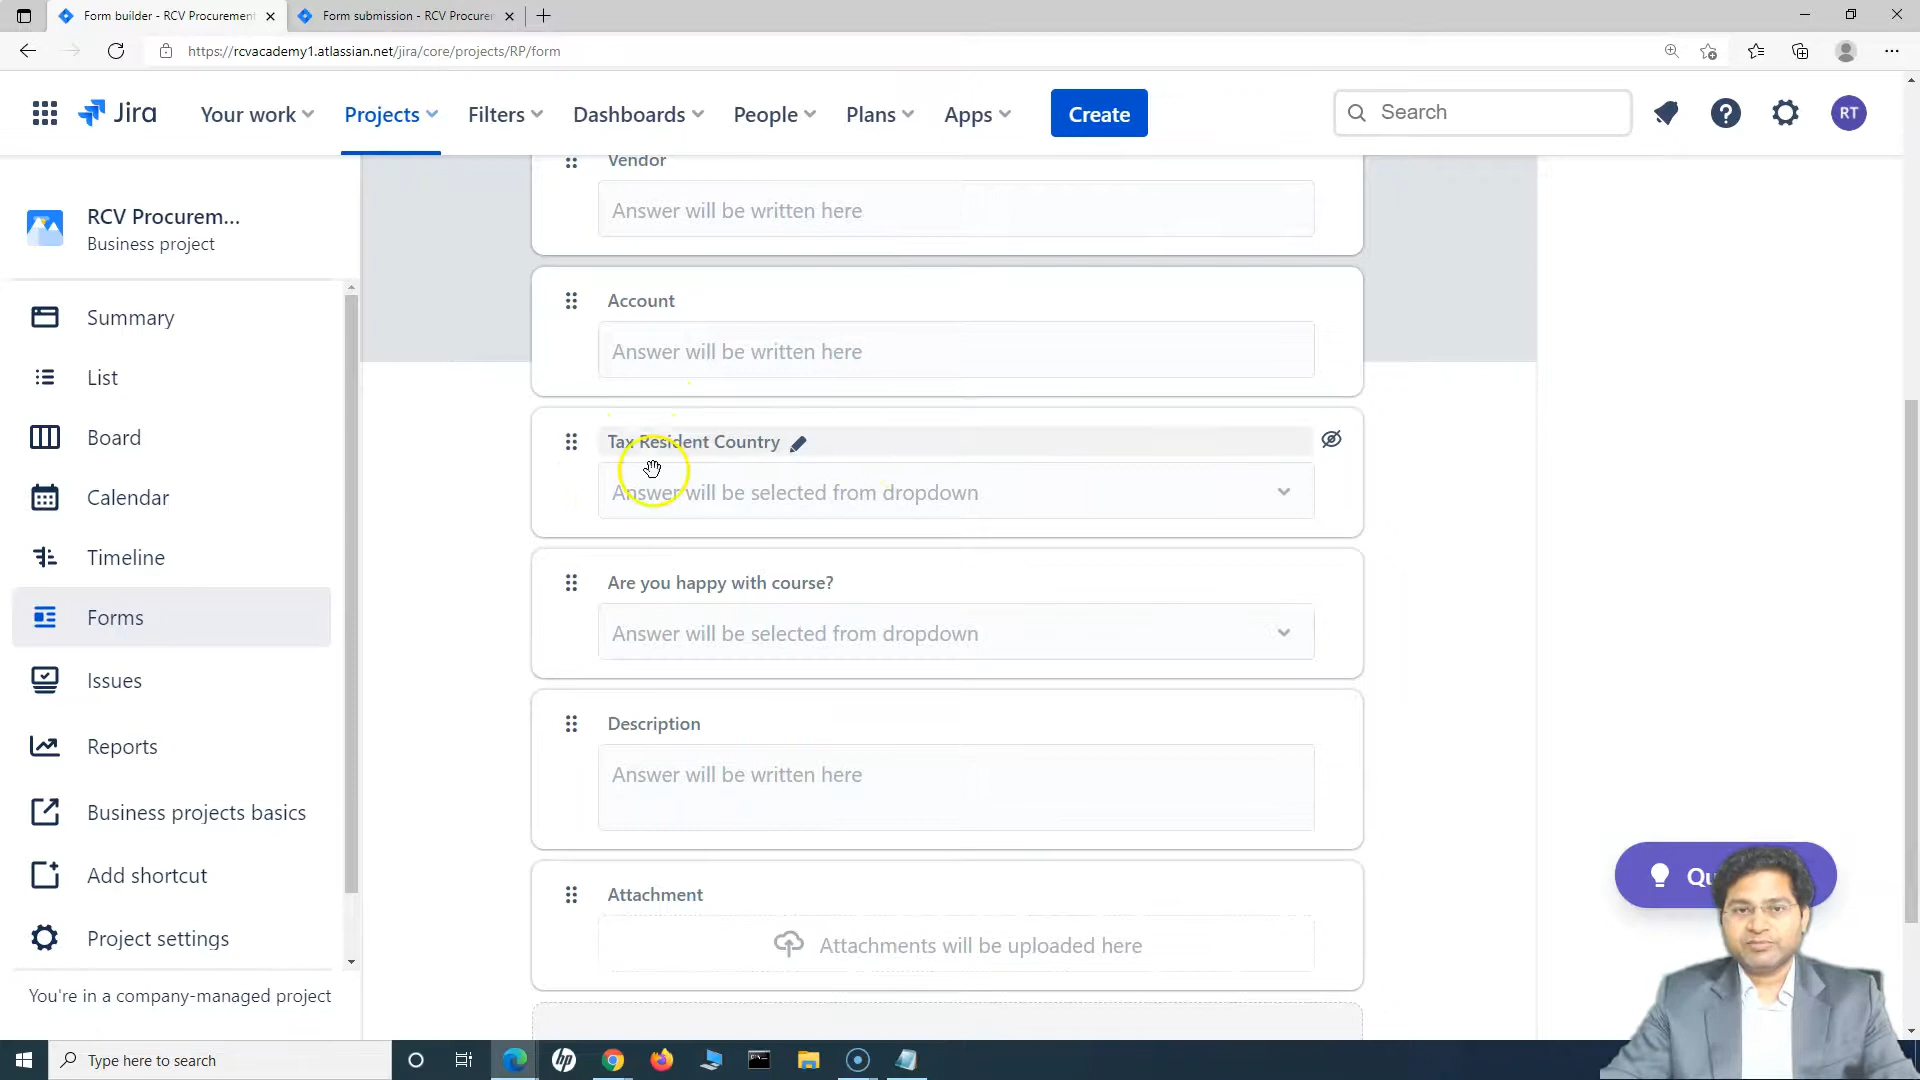 Form builder - RCV Procurement
Form submission - RCV Procurer
https://rcvacademy1.atlassian.net/jira/core/projects/RP/form
Jira
Your work
Projects
Filters
Dashboards
People
Plans
Apps
Create
Search
RT
RCV Procurem...
Business project
Summary
List
Board
Calendar
Timeline
Forms
Issues
Reports
Business projects basics
Add shortcut
Project settings
You're in a company-managed project
Vendor
Answer will be written here
Account
Answer will be written here
Tax Resident Country
Answer will be selected from dropdown
Are you happy with course?
Answer will be selected from dropdown
Description
Answer will be written here
Attachment
Attachments will be uploaded here
Type here to search
hp